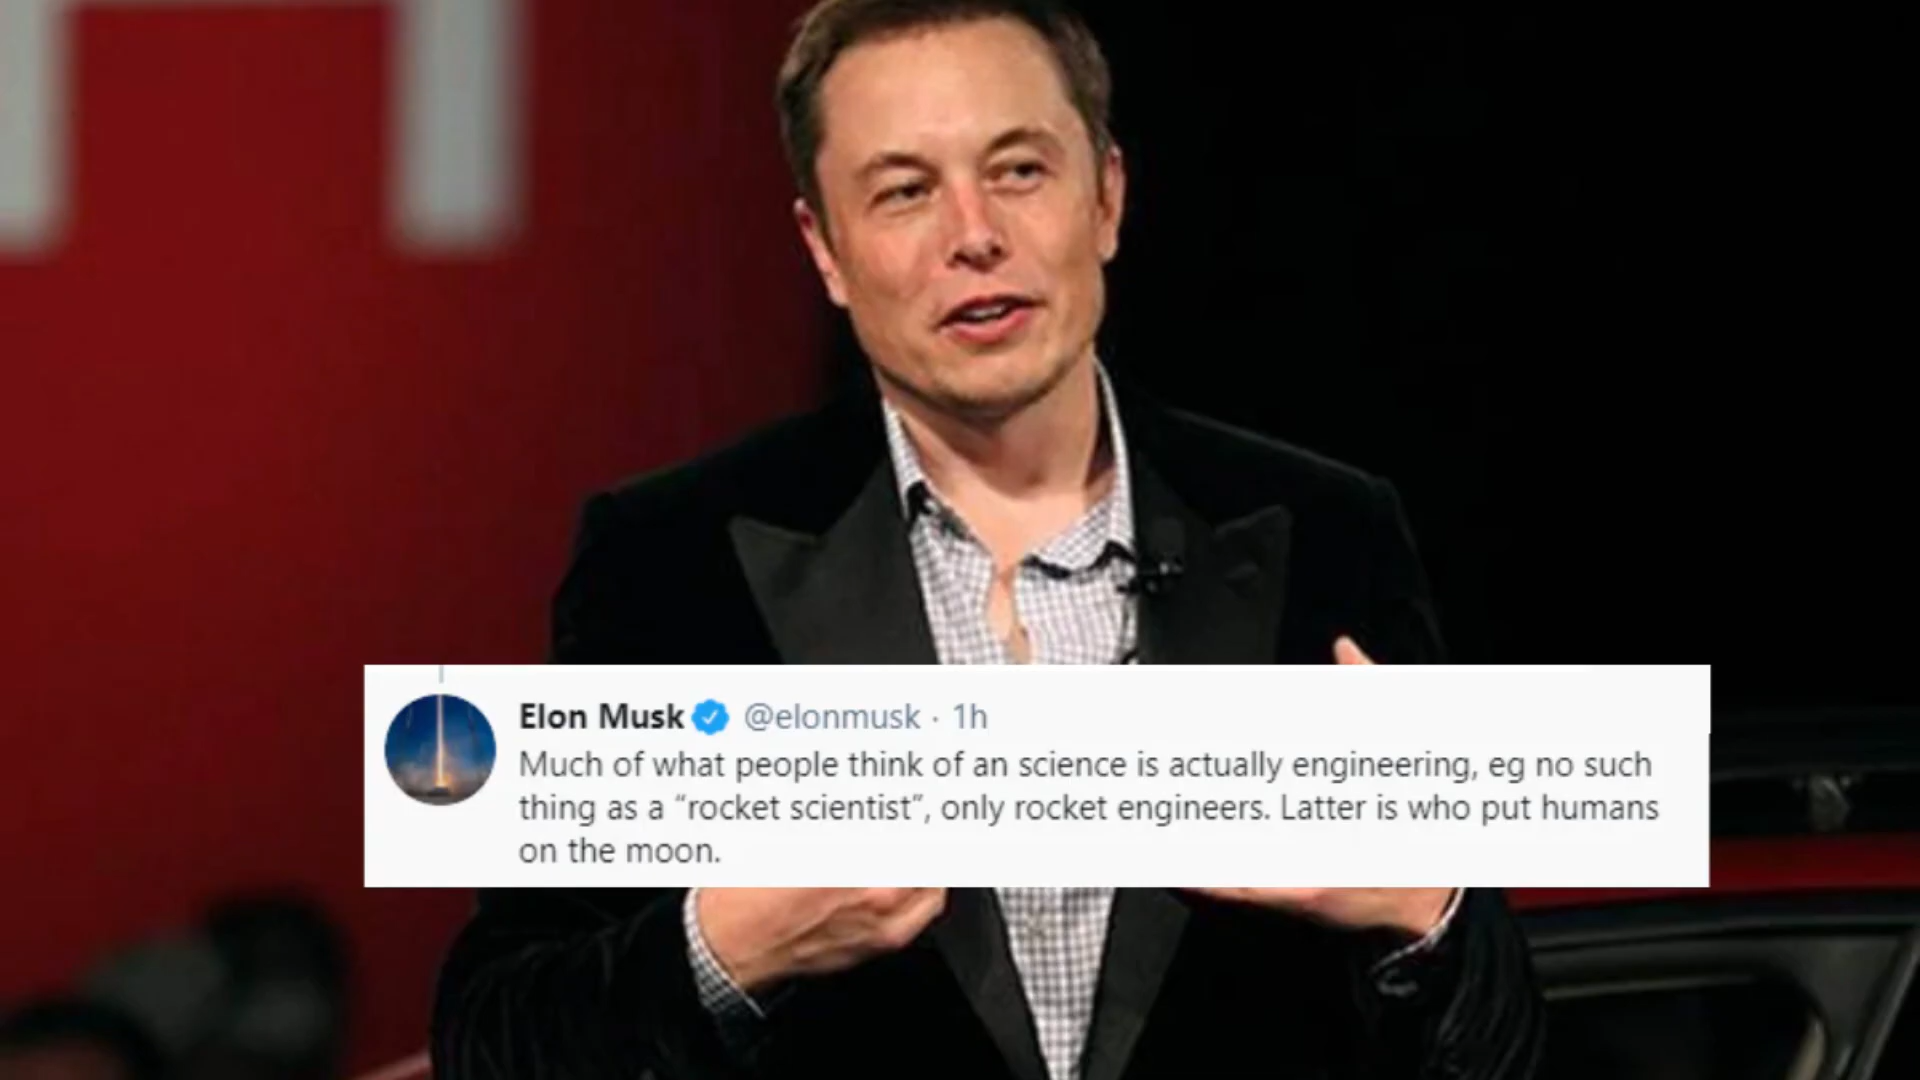 Elon Musk @elonmusk · 1h
Much of what people think of an science is actually engineering, eg no such
thing as a “rocket scientist”, only rocket engineers. Latter is who put humans
on the moon.